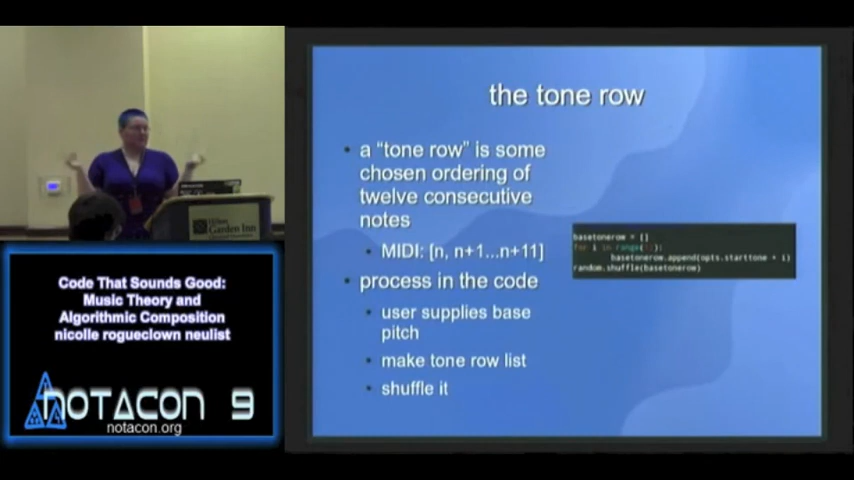 the tone row
• a "tone row" is some
chosen ordering of
twelve consecutive
notes
• MIDI: [n, n+1...n+11]
• process in the code
• user supplies base
pitch
• make tone row list
• shuffle it
basetonerow = []
for i in range(12):
basetonerow.append(opts.starttone + i)
random.shuffle(basetonerow)
Hilton
Garden Inn
Code That Sounds Good:
Music Theory and
Algorithmic Composition
nicolle rogueclown neulist
NOTACON 9
notacon.org